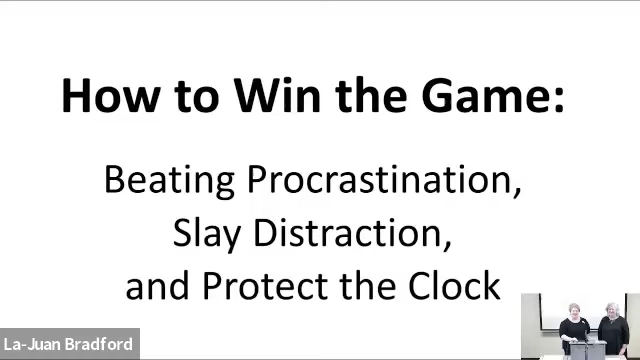 How to Win the Game:
Beating Procrastination,
Slay Distraction,
and Protect the Clock
La-Juan Bradford